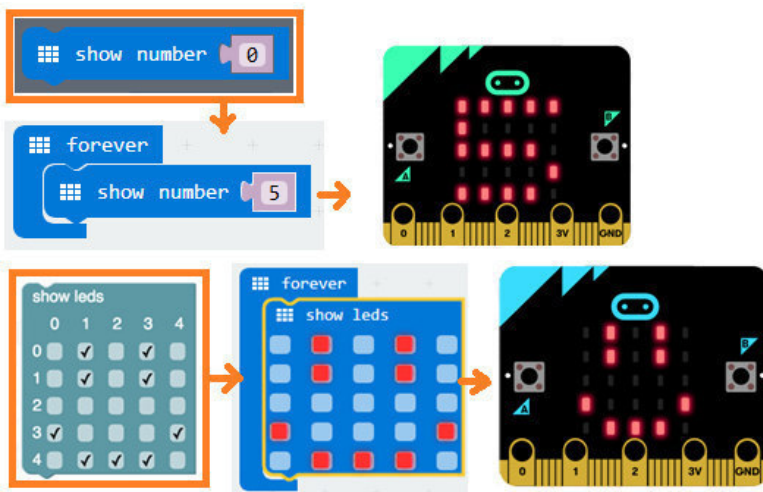 show number 0
forever
show number 5
B
A
0 1 2 3V GND
show leds
0 1 2 3 4
0
1
2
3
4
forever
show leds
B
A
0 1 2 3V GND